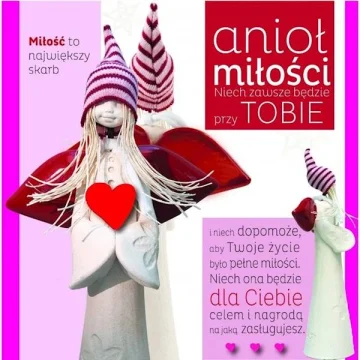 Miłość to
największy
skarb
anioł
miłości
Niech zawsze będzie
przy TOBIE
i niech dopomoże,
aby Twoje życie
było pełne miłości.
Niech ona będzie
dla Ciebie
celem i nagrodą
na jaką zasługujesz.